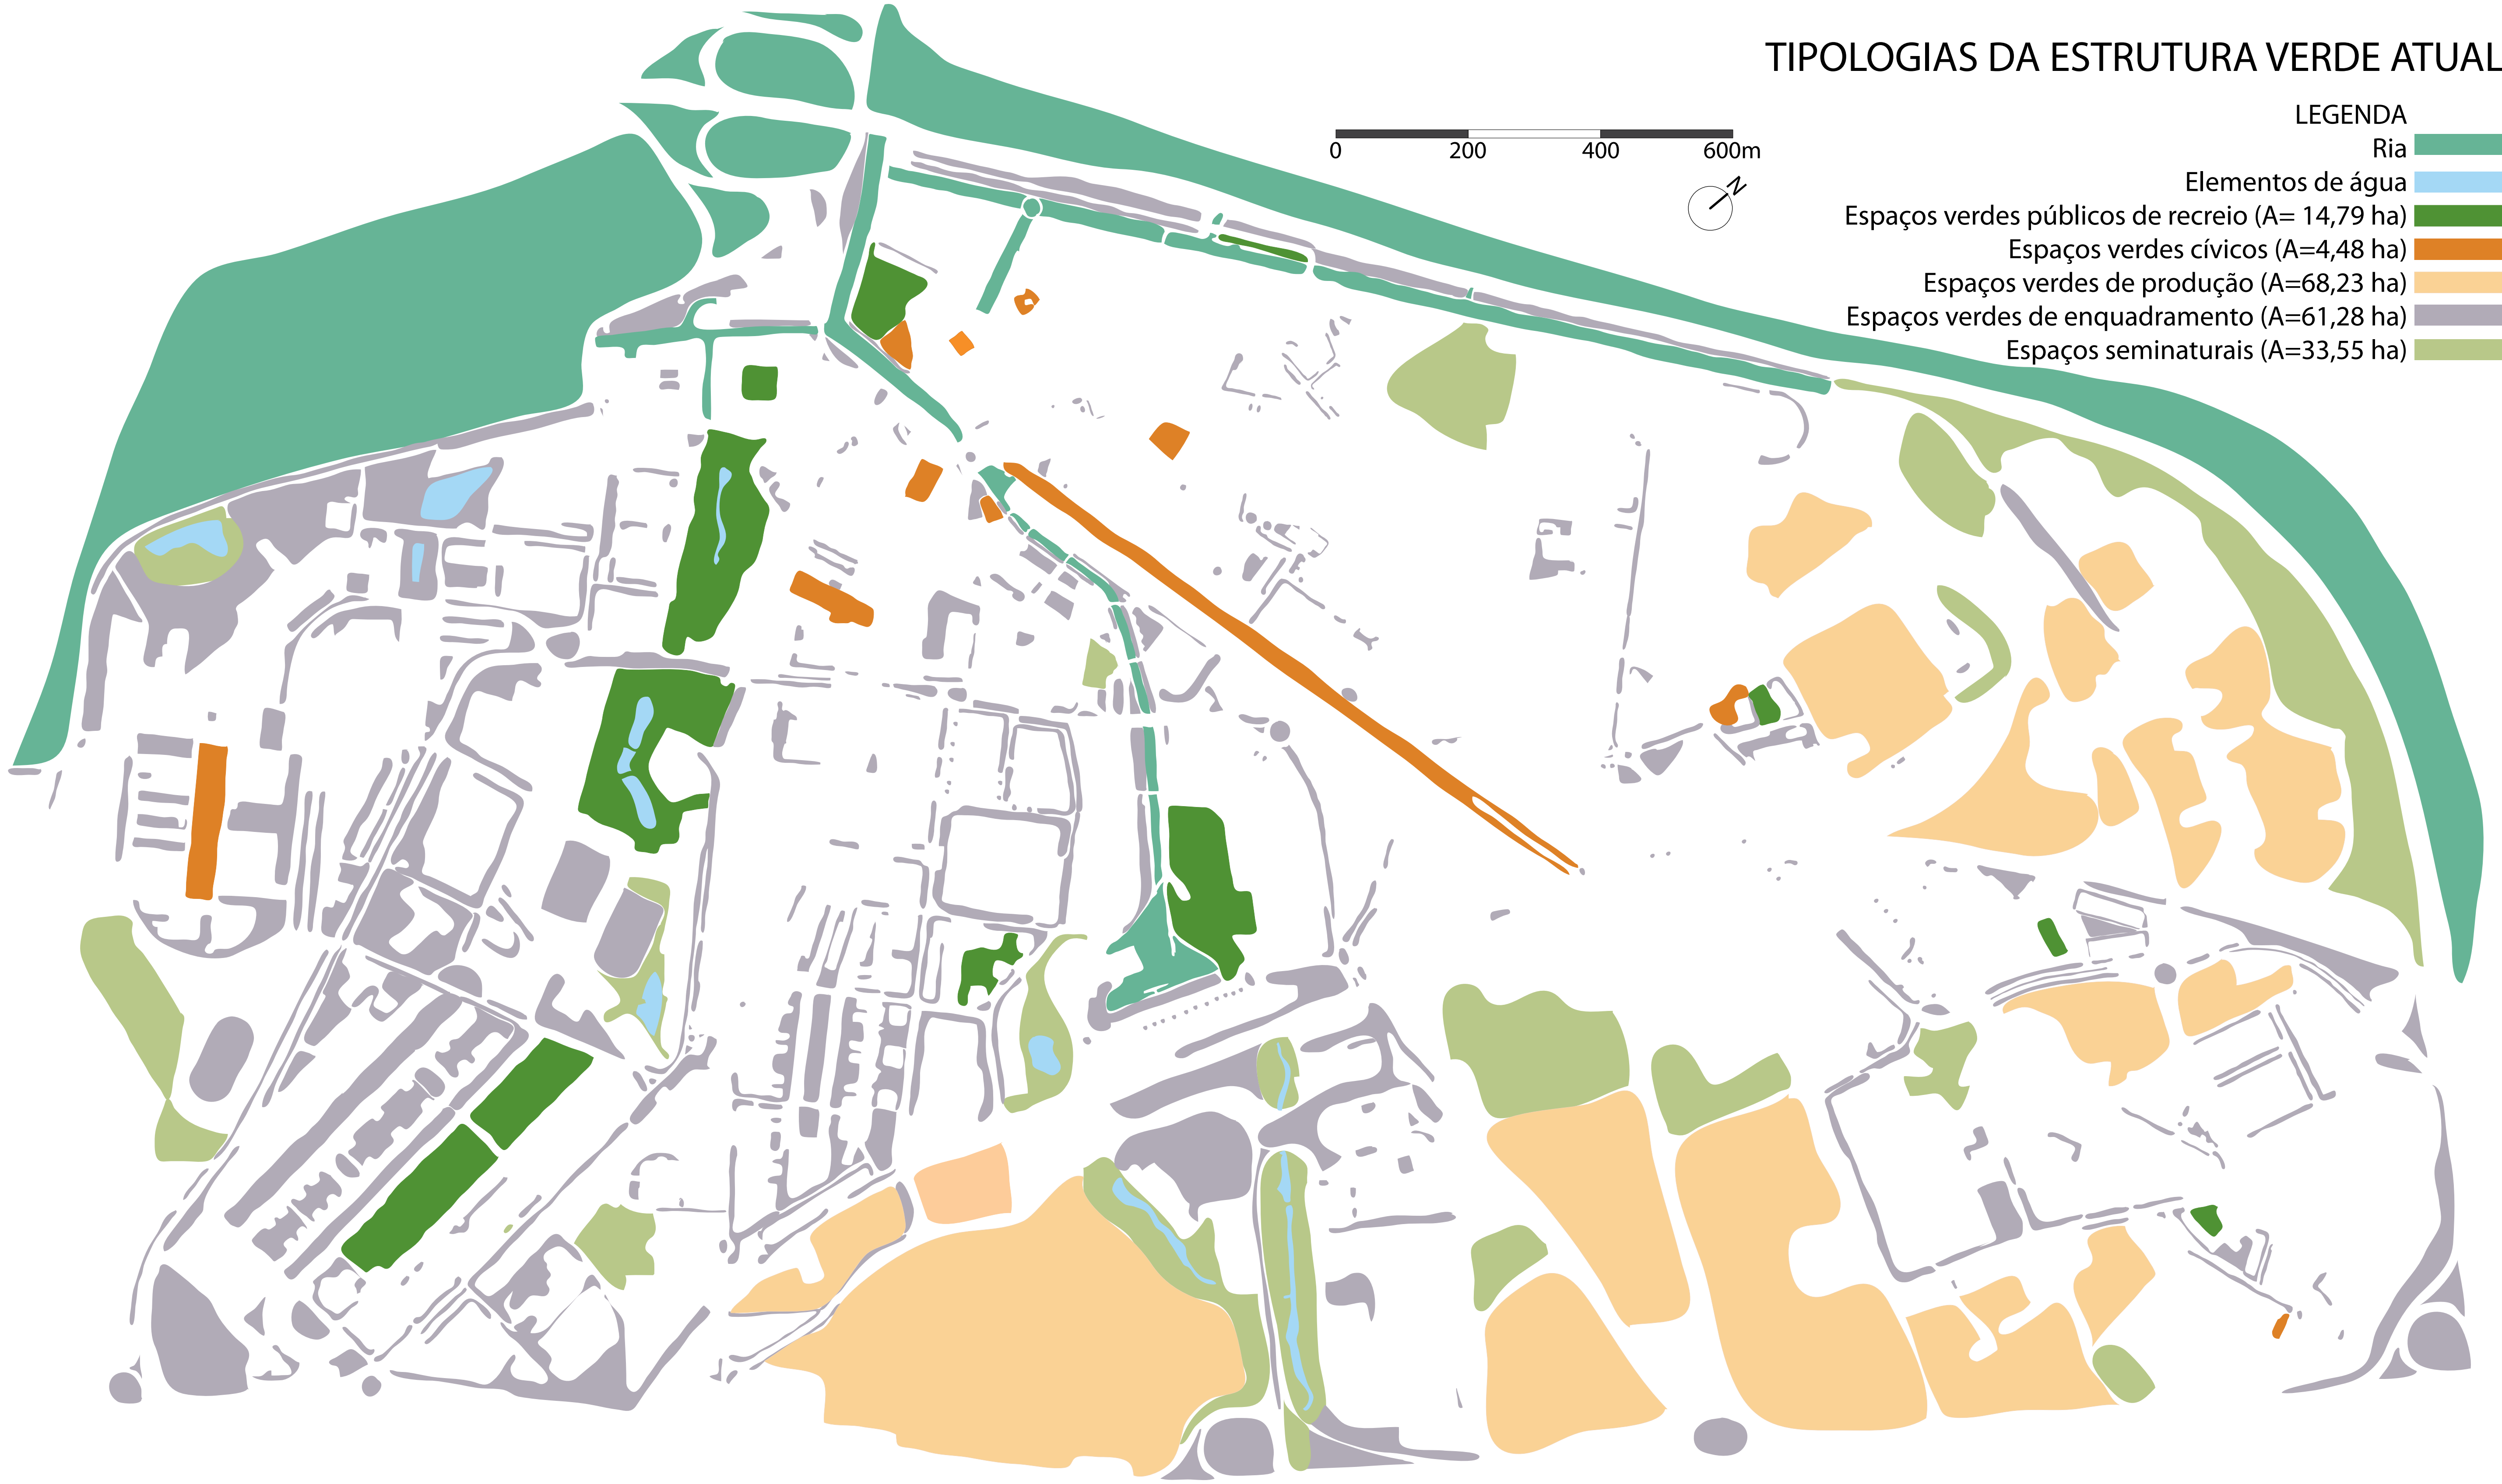 TIPOLOGIAS DA ESTRUTURA VERDE ATUAL
LEGENDA
Ria
Elementos de água
Espaços verdes públicos de recreio (A= 14,79 ha)
Espaços verdes cívicos (A=4,48 ha)
Espaços verdes de produção (A=68,23 ha)
Espaços verdes de enquadramento (A=61,28 ha)
Espaços seminaturais (A=33,55 ha)
0 200 400 600m
N